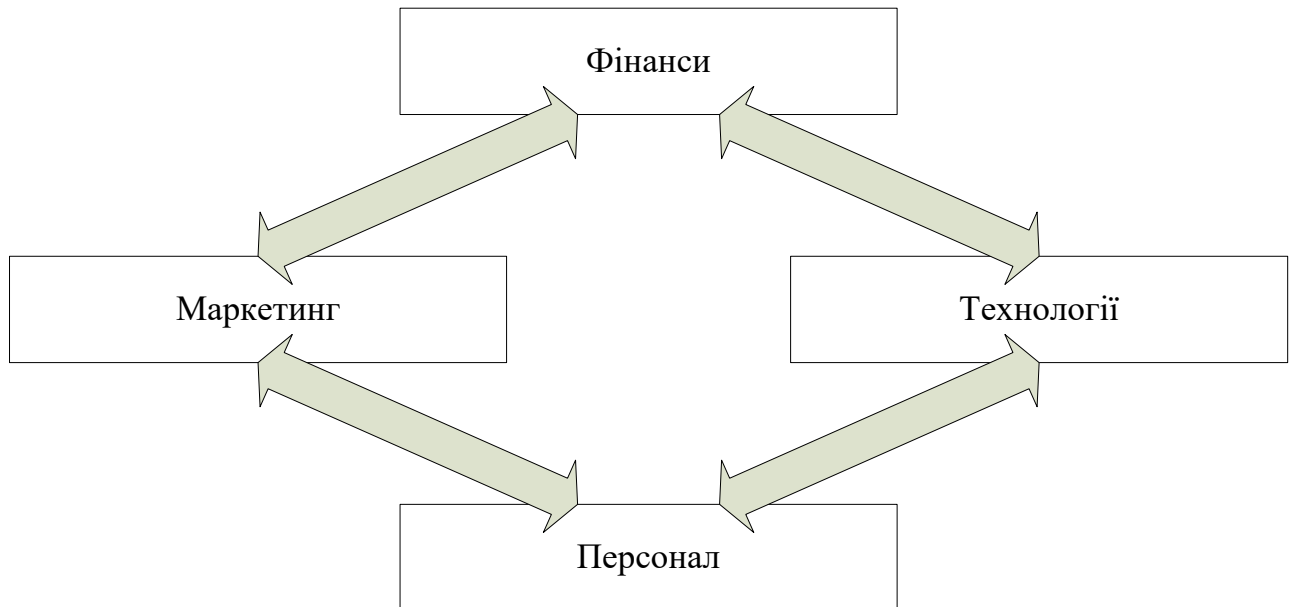 Фінанси
Маркетинг
Технології
Персонал